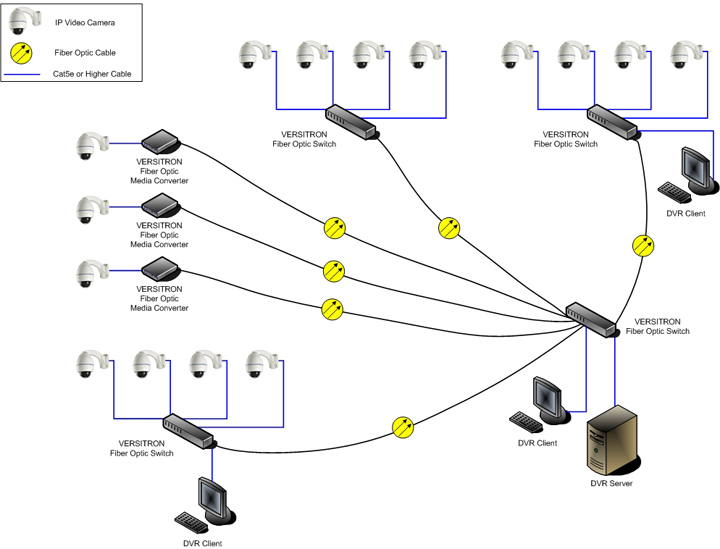 IP Video Camera
Fiber Optic Cable
Cat5e or Higher Cable
VERSITRON
Fiber Optic Switch
VERSITRON
Fiber Optic Switch
VERSITRON
Fiber Optic
Media Converter
DVR Client
VERSITRON
Fiber Optic
Media Converter
VERSITRON
Fiber Optic
Media Converter
VERSITRON
Fiber Optic Switch
VERSITRON
Fiber Optic Switch
DVR Client
DVR Server
DVR Client